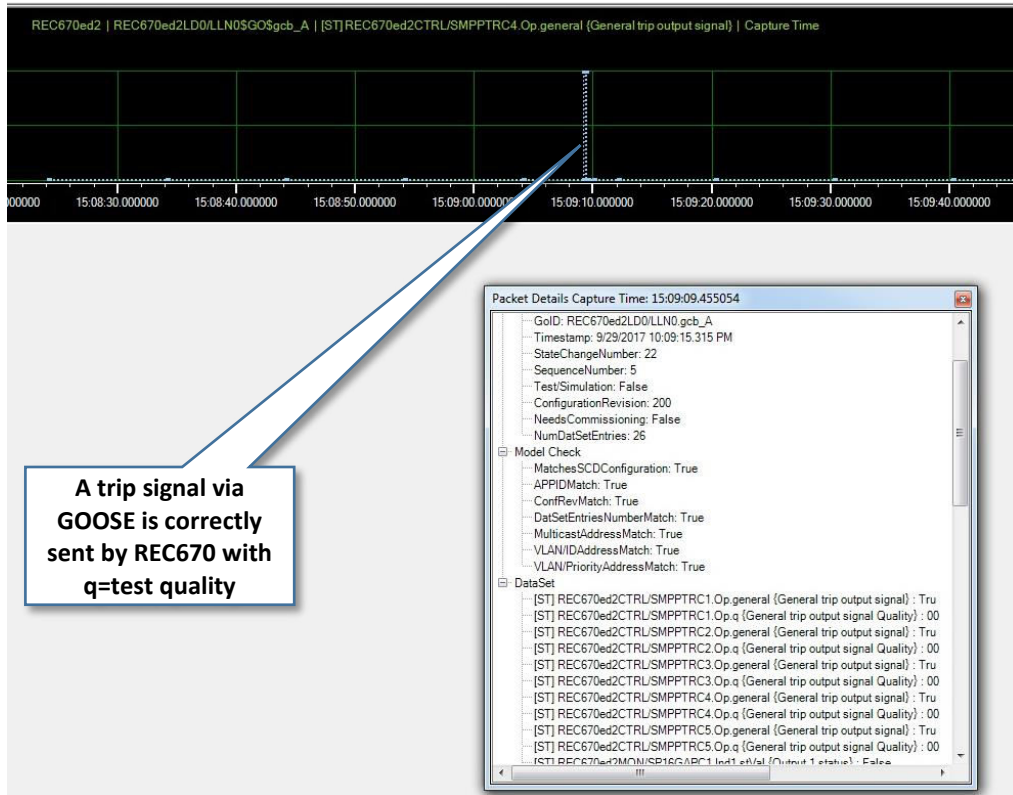 REC670ed2 | REC670ed2LD0/LLN0$GO$gcb_A | [ST] REC670ed2CTRL/SMPPTRC4.Op.general {General trip output signal} | Capture Time
000000 15:08:30.000000 15:08:40.000000 15:08:50.000000 15:09:00.000000 15:09:10.000000 15:09:20.000000 15:09:30.000000 15:09:40.000000
Packet Details Capture Time: 15:09:09.455054
GoID: REC670ed2LD0/LLN0.gcb_A
Timestamp: 9/29/2017 10:09:15.315 PM
StateChangeNumber: 22
SequenceNumber: 5
Test/Simulation: False
ConfigurationRevision: 200
NeedsCommissioning: False
NumDatSetEntries: 26
Model Check
MatchesSCDConfiguration: True
APPIDMatch: True
ConfRevMatch: True
DatSetEntriesNumberMatch: True
MulticastAddressMatch: True
VLAN/IDAddressMatch: True
VLAN/PriorityAddressMatch: True
DataSet
[ST] REC670ed2CTRL/SMPPTRC1.Op.general {General trip output signal} : Tru
[ST] REC670ed2CTRL/SMPPTRC1.Op.q {General trip output signal Quality} : 00
[ST] REC670ed2CTRL/SMPPTRC2.Op.general {General trip output signal} : Tru
[ST] REC670ed2CTRL/SMPPTRC2.Op.q {General trip output signal Quality} : 00
[ST] REC670ed2CTRL/SMPPTRC3.Op.general {General trip output signal} : Tru
[ST] REC670ed2CTRL/SMPPTRC3.Op.q {General trip output signal Quality} : 00
[ST] REC670ed2CTRL/SMPPTRC4.Op.general {General trip output signal} : Tru
[ST] REC670ed2CTRL/SMPPTRC4.Op.q {General trip output signal Quality} : 00
[ST] REC670ed2CTRL/SMPPTRC5.Op.general {General trip output signal} : Tru
[ST] REC670ed2CTRL/SMPPTRC5.Op.q {General trip output signal Quality} : 00
[ST] REC670ed2MON/SP16GAPC1.Ind1.stVal {Output 1 status} : False
A trip signal via
GOOSE is correctly
sent by REC670 with
q=test quality